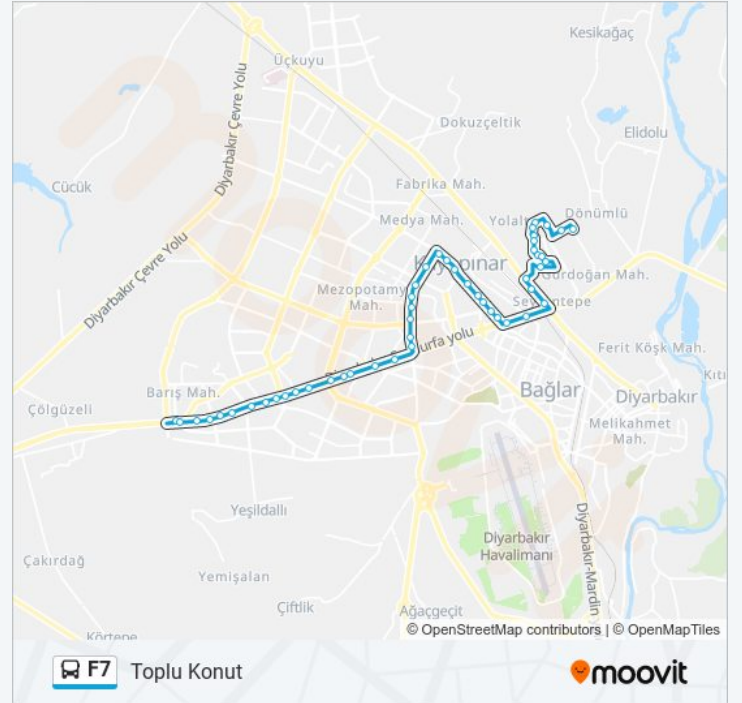 Kesikağaç
Üçkuyu
Diyarbakır Çevre Yolu
Dokuzçeltik
Elidolu
Cücük
Fabrika Mah.
Medya Mah.
Dönümlü
Diyarbakır Çevre Yolu
Mezopotamya
Mah.
Gürdoğan Mah.
urfa yolu
Ferit Köşk Mah.
Barış Mah.
Bağlar
Diyarbakır
Çölgüzeli
Melikahmet
Mah.
Yeşildallı
Diyarbakır
Havalimanı
Diyarbakır-Mardin
Çakırdağ
Yemişalan
Çiftlik
Ağaçgeçit
Körtepe
© OpenStreetMap contributors | © OpenMapTiles
F7 Toplu Konut
moovit